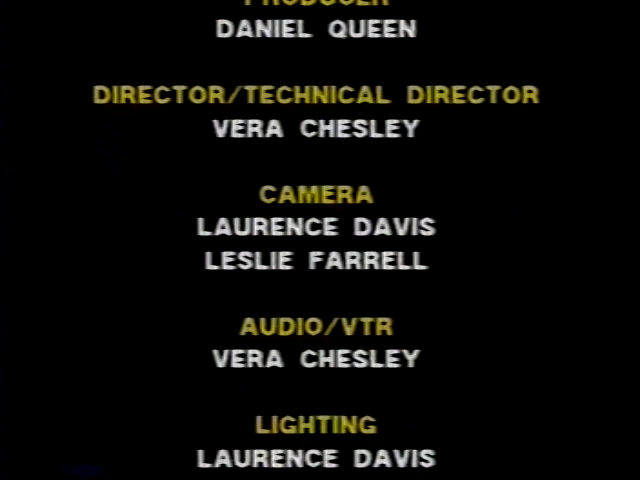 PRODUCER
DANIEL QUEEN
DIRECTOR/TECHNICAL DIRECTOR
VERA CHESLEY
CAMERA
LAURENCE DAVIS
LESLIE FARRELL
AUDIO/VTR
VERA CHESLEY
LIGHTING
LAURENCE DAVIS